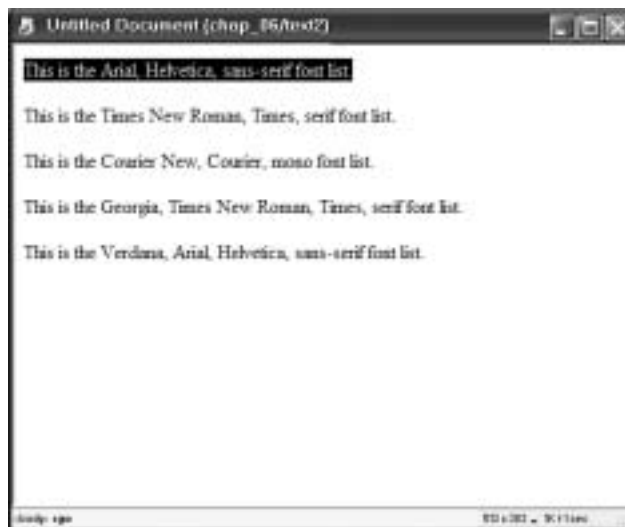 Untitled Document (chap_06/text2)
This is the Arial, Helvetica, sans-serif font list.
This is the Times New Roman, Times, serif font list.
This is the Courier New, Courier, mono font list.
This is the Georgia, Times New Roman, Times, serif font list.
This is the Verdana, Arial, Helvetica, sans-serif font list.